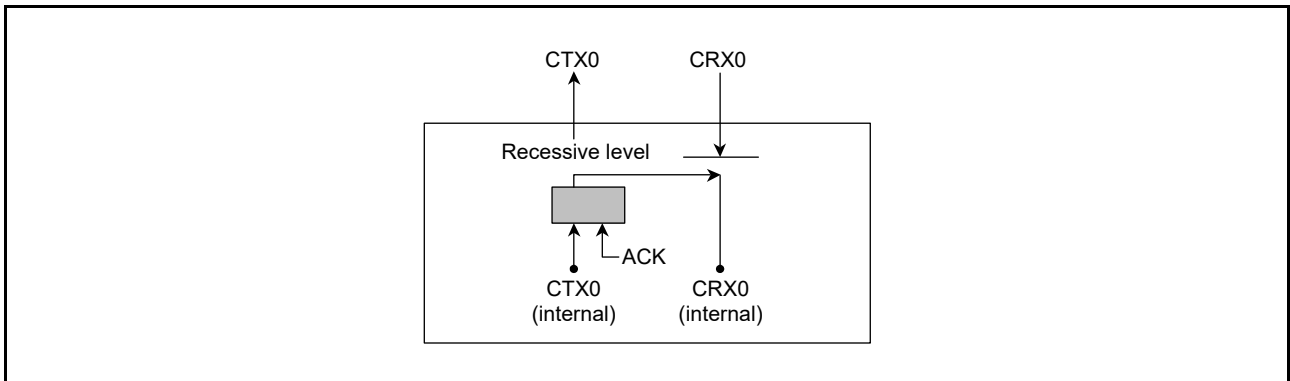 CTX0
CRX0
Recessive level
ACK
CTX0
(internal)
CRX0
(internal)